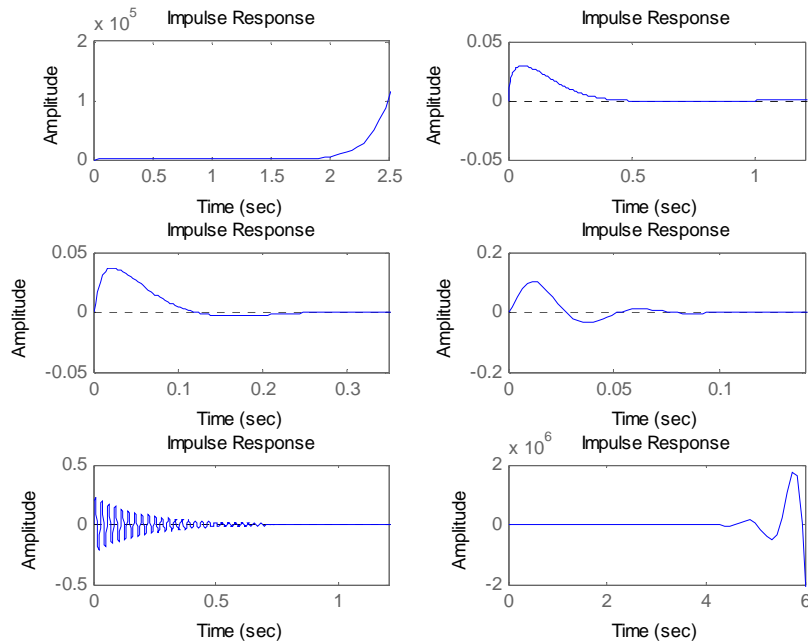 x 10^5
Impulse Response
Amplitude
2
1
0
0 0.5 1 1.5 2 2.5
Time (sec)
Impulse Response
Amplitude
0.05
0
-0.05
0 0.5 1
Time (sec)
Impulse Response
Amplitude
0.05
0
-0.05
0 0.1 0.2 0.3
Time (sec)
Impulse Response
Amplitude
0.2
0
-0.2
0 0.05 0.1
Time (sec)
Impulse Response
Amplitude
0.5
0
-0.5
0 0.5 1
Time (sec)
x 10^6
Impulse Response
Amplitude
2
0
-2
0 2 4 6
Time (sec)